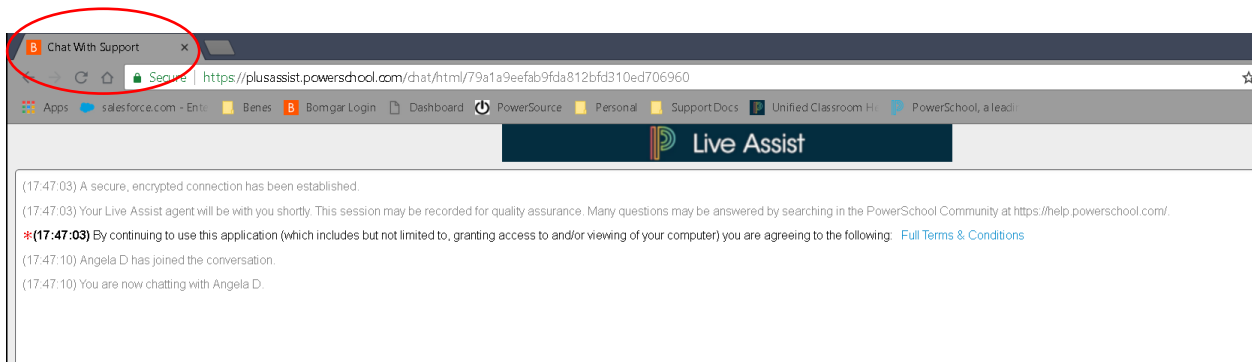 B Chat With Support ×
Secure | https://plusassist.powerschool.com/chat/html/79a1a9eefab9fda812bfd310ed706960
Apps salesforce.com - Ente Benes B Bomgar Login Dashboard PowerSource Personal Support Docs Unified Classroom Ho PowerSchool, a leadin
Live Assist
(17:47:03) A secure, encrypted connection has been established.
(17:47:03) Your Live Assist agent will be with you shortly. This session may be recorded for quality assurance. Many questions may be answered by searching in the PowerSchool Community at https://help.powerschool.com/.
*(17:47:03) By continuing to use this application (which includes but not limited to, granting access to and/or viewing of your computer) you are agreeing to the following: Full Terms & Conditions
(17:47:10) Angela D has joined the conversation.
(17:47:10) You are now chatting with Angela D.